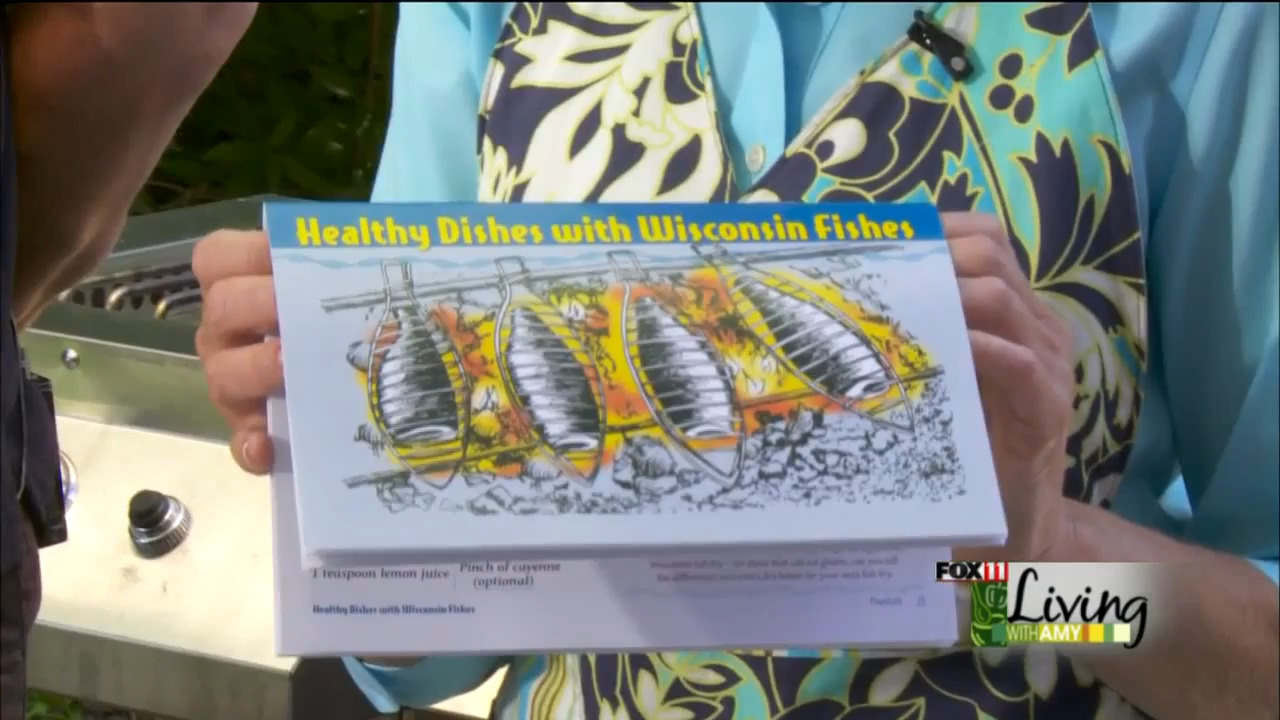 Healthy Dishes with Wisconsin Fishes
1 teaspoon lemon juice
Pinch of cayenne
(optional)
Healthy Dishes with Wisconsin Fishes
FOX 11
Living
WITH AMY